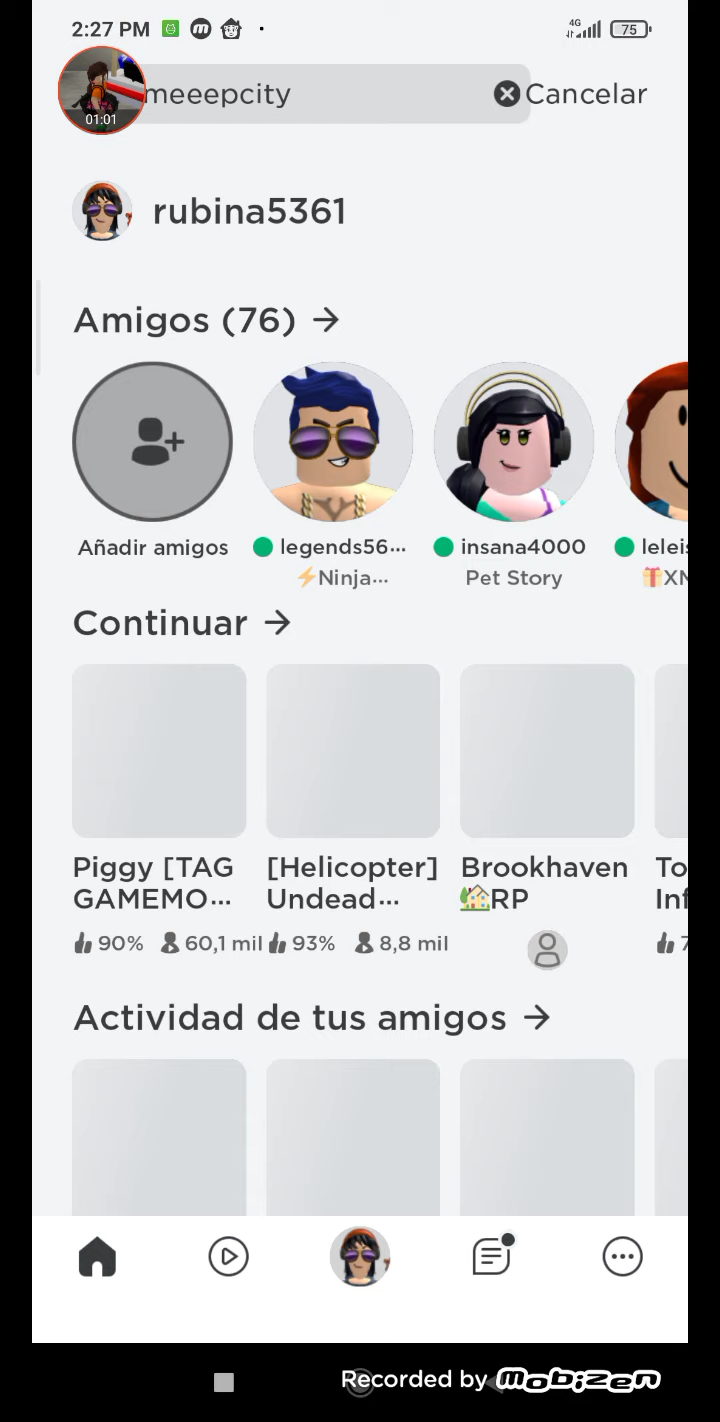 2:27 PM
4G
75
meeepcity
Cancelar
01:01
rubina5361
Amigos (76) →
Añadir amigos
legends56...
insana4000
⚡Ninja...
Pet Story
Continuar →
Piggy [TAG GAMEMO...
[Helicopter] Undead...
Brookhaven 🏡RP
90% 60,1 mil
93% 8,8 mil
Actividad de tus amigos →
Recorded by mobizen